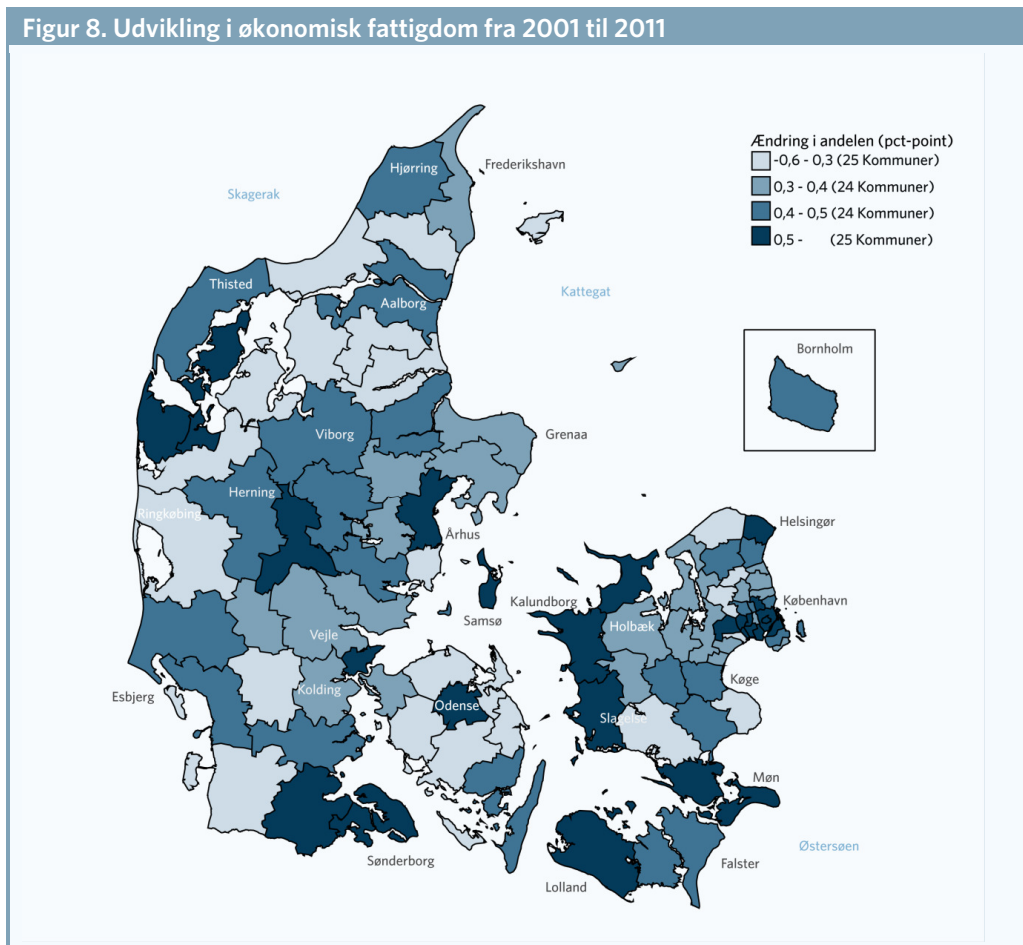 Figur 8. Udvikling i økonomisk fattigdom fra 2001 til 2011
Ændring i andelen (pct-point)
-0,6 - 0,3 (25 Kommuner)
0,3 - 0,4 (24 Kommuner)
0,4 - 0,5 (24 Kommuner)
0,5 - (25 Kommuner)
Hjørring
Frederikshavn
Skagerak
Thisted
Aalborg
Kattegat
Bornholm
Viborg
Grenaa
Herning
Ringkøbing
Århus
Helsingør
Samsø
Kalundborg
København
Holbæk
Vejle
Esbjerg
Kolding
Køge
Odense
Slagelse
Møn
Sønderborg
Østersøen
Falster
Lolland